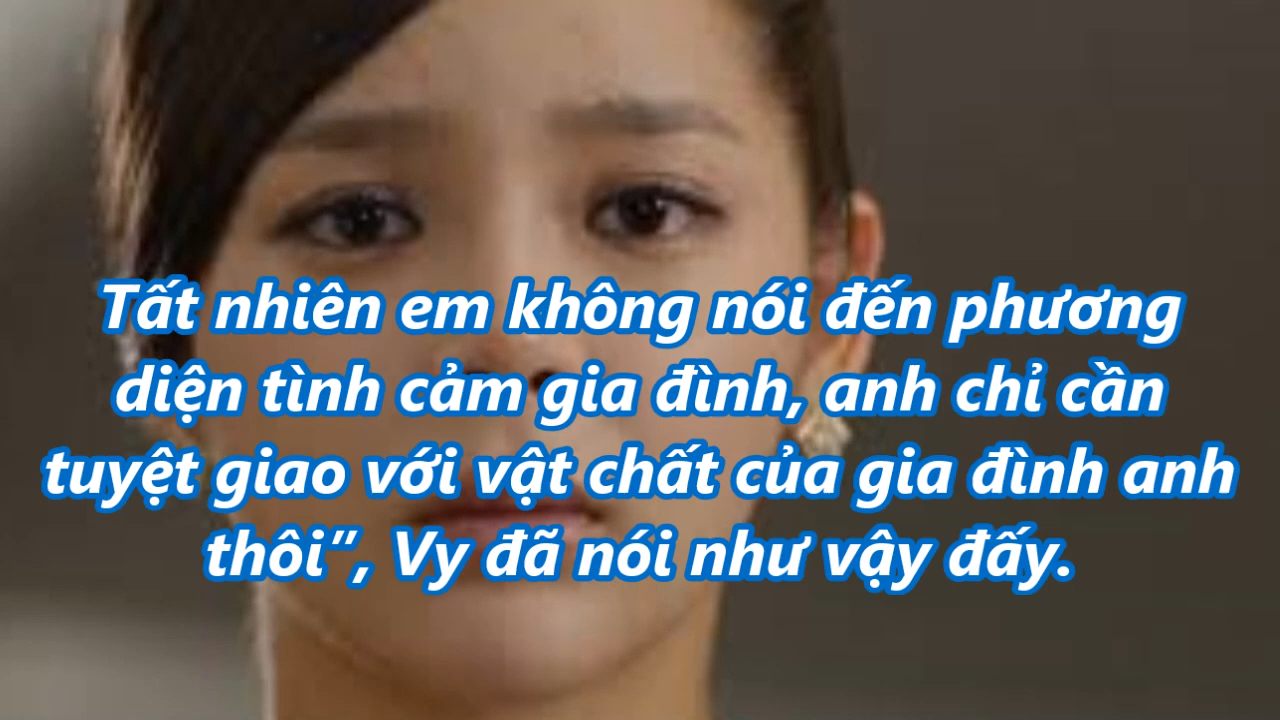 Tất nhiên em không nói đến phương
diện tình cảm gia đình, anh chỉ cần
tuyệt giao với vật chất của gia đình anh
thôi”, Vy đã nói như vậy đấy.